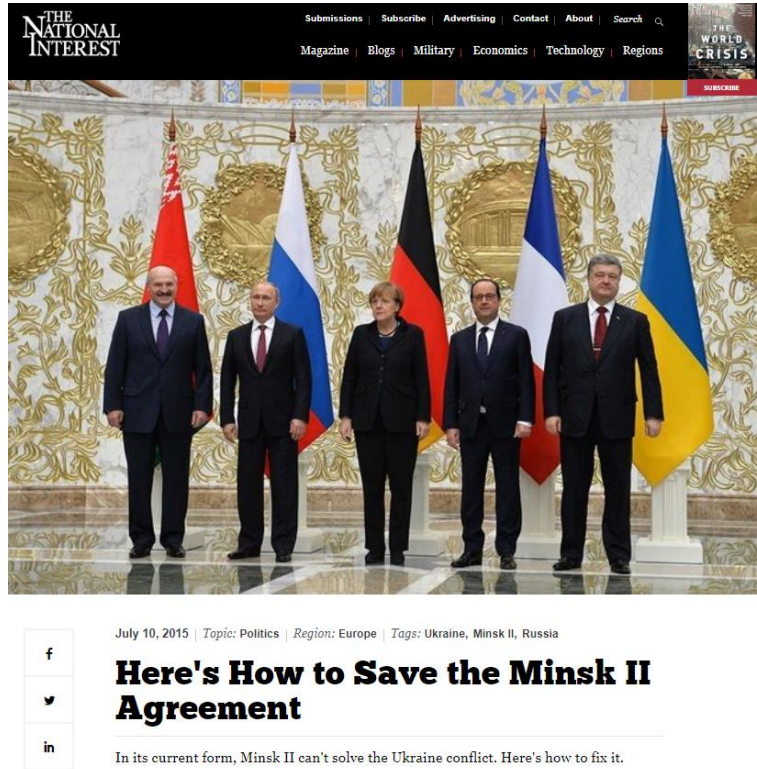 THE
NATIONAL
INTEREST
Submissions | Subscribe | Advertising | Contact | About | Search
Magazine | Blogs | Military | Economics | Technology | Regions
THE
WORLD
CRISIS
SUBSCRIBE
July 10, 2015 | Topic: Politics | Region: Europe | Tags: Ukraine, Minsk II, Russia
f
Here's How to Save the Minsk II
Agreement
in
In its current form, Minsk II can't solve the Ukraine conflict. Here's how to fix it.